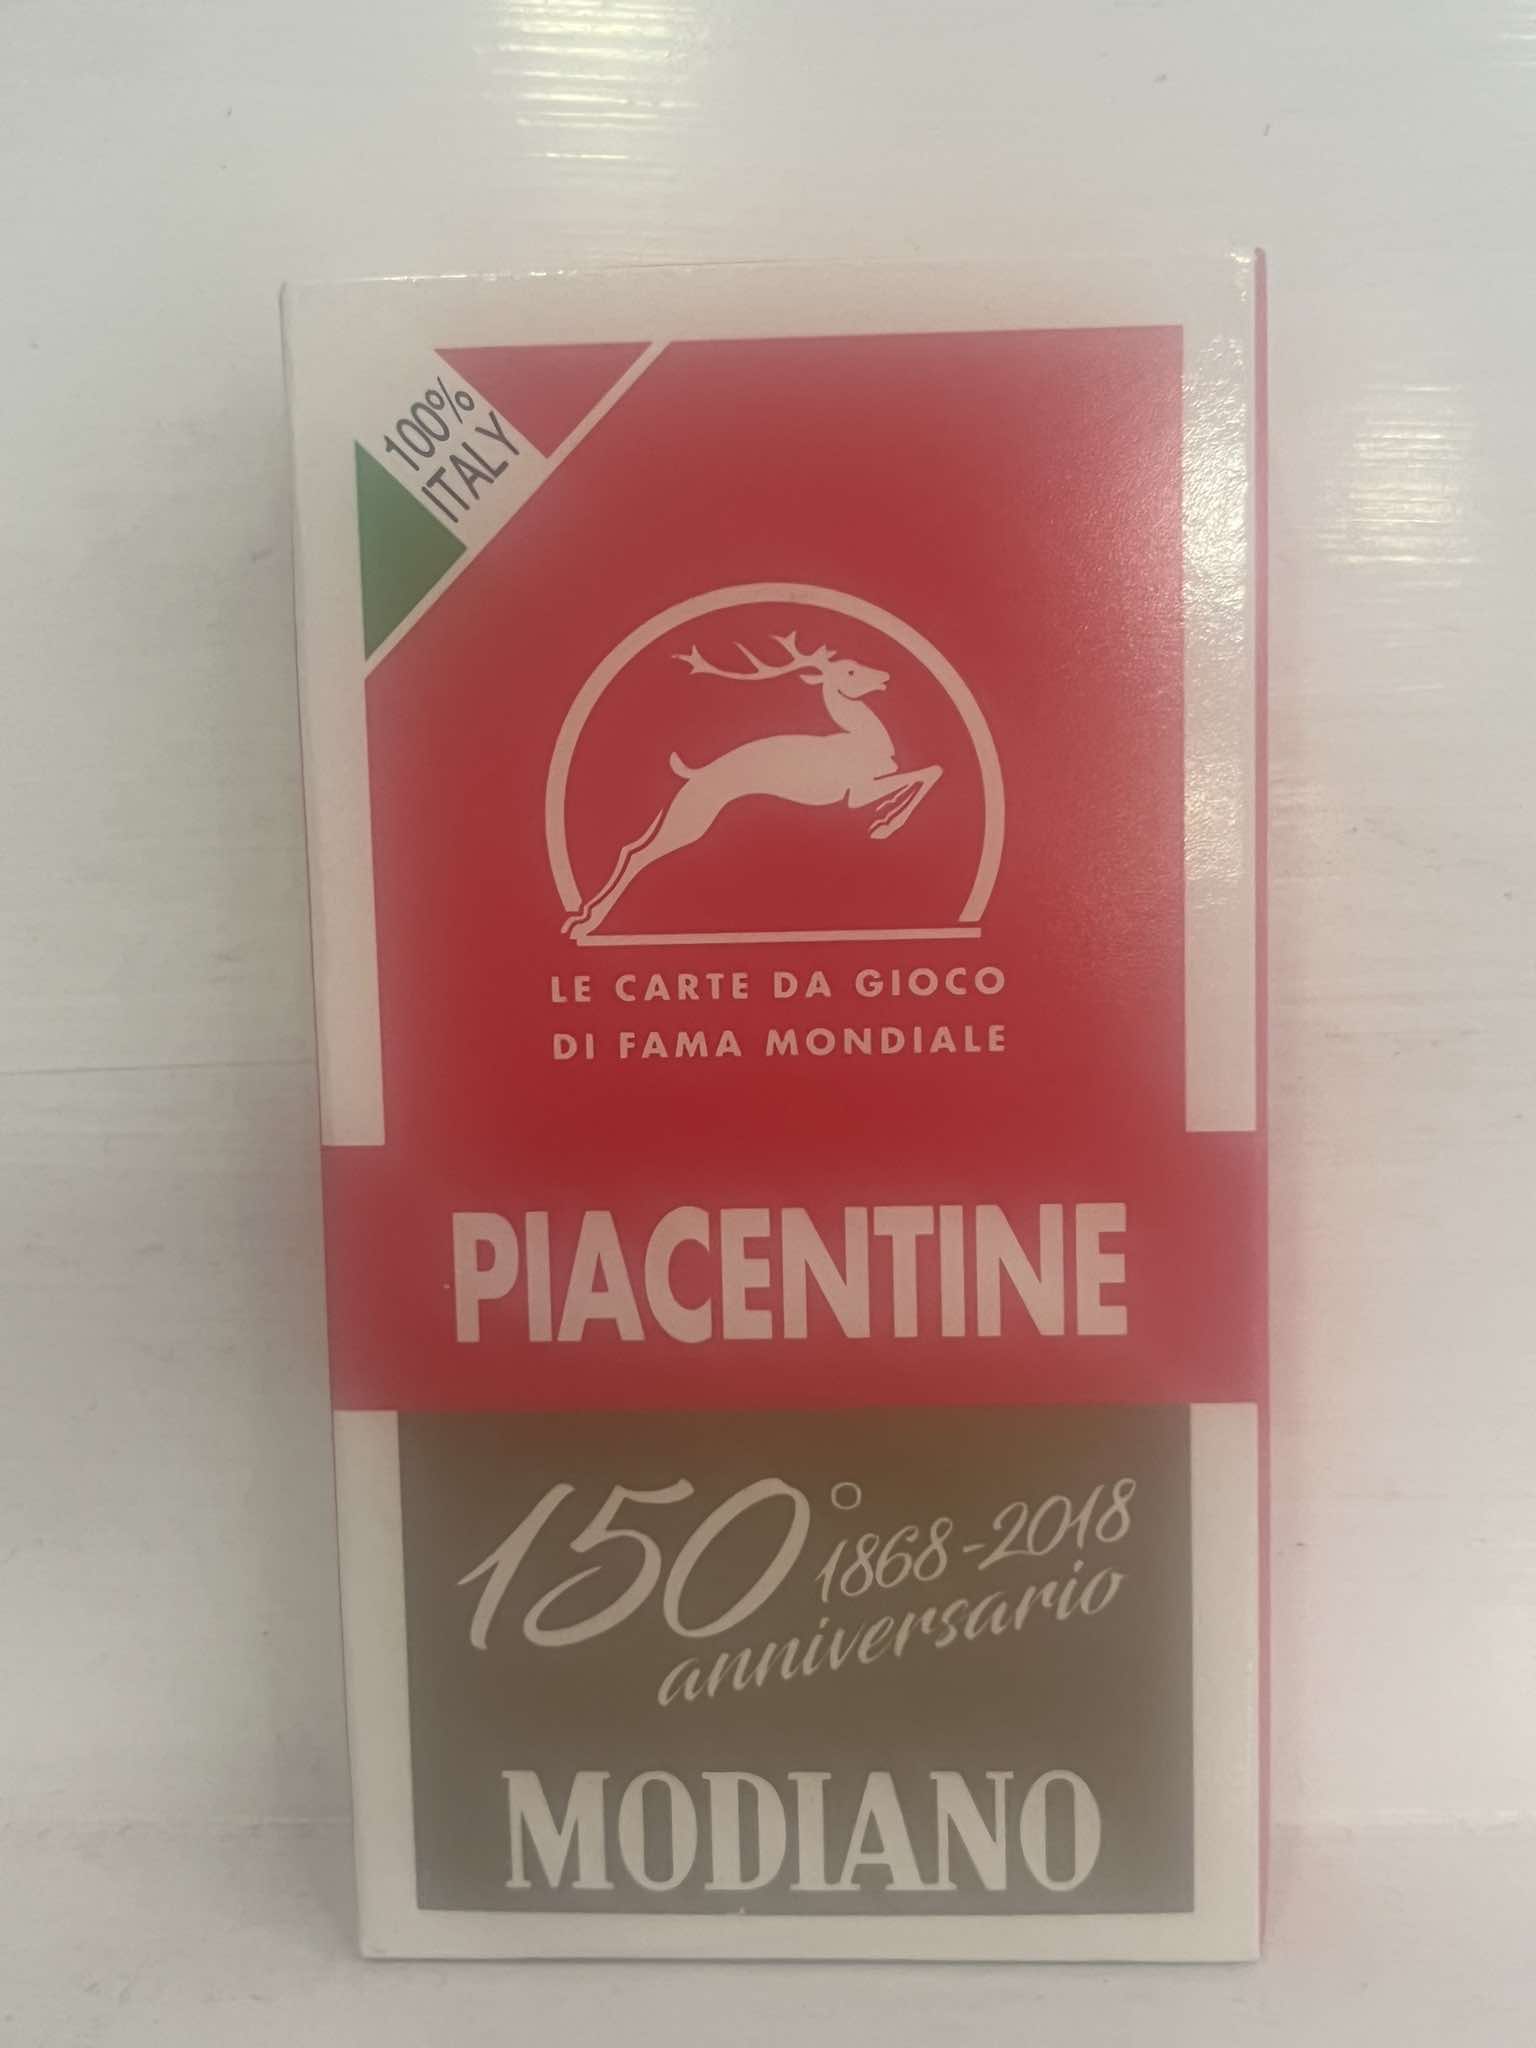 100%
ITALY
LE CARTE DA GIOCO
DI FAMA MONDIALE
PIACENTINE
150°
1868-2018
anniversario
MODIANO